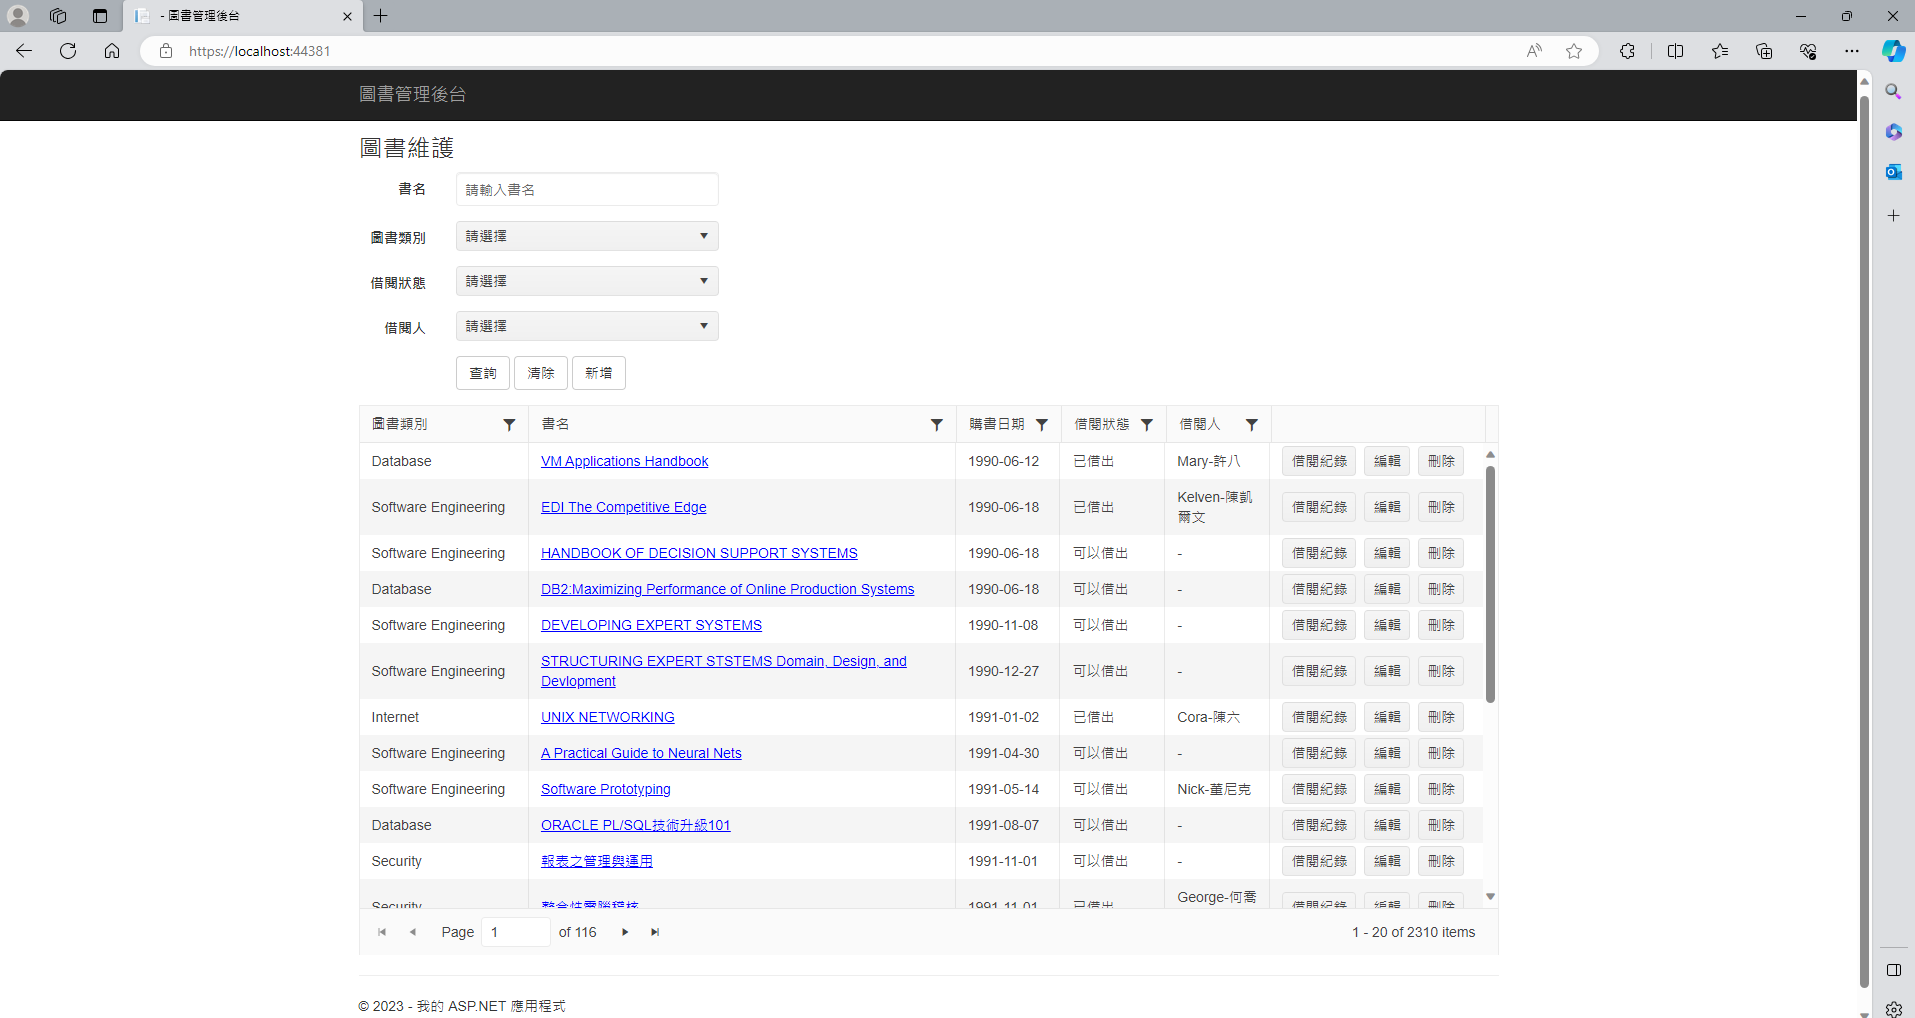 - 圖書管理後台
https://localhost:44381
圖書管理後台
圖書維護
書名 請輸入書名
圖書類別 請選擇
借閱狀態 請選擇
借閱人 請選擇
查詢 清除 新增
圖書類別 書名 購書日期 借閱狀態 借閱人
Database VM Applications Handbook 1990-06-12 已借出 Mary-許八 借閱紀錄 編輯 刪除
Software Engineering EDI The Competitive Edge 1990-06-18 已借出 Kelven-陳凱 借閱紀錄 編輯 刪除
爾文
Software Engineering HANDBOOK OF DECISION SUPPORT SYSTEMS 1990-06-18 可以借出 - 借閱紀錄 編輯 刪除
Database DB2:Maximizing Performance of Online Production Systems 1990-06-18 可以借出 - 借閱紀錄 編輯 刪除
Software Engineering DEVELOPING EXPERT SYSTEMS 1990-11-08 可以借出 - 借閱紀錄 編輯 刪除
Software Engineering STRUCTURING EXPERT STSTEMS Domain, Design, and 1990-12-27 可以借出 - 借閱紀錄 編輯 刪除
Devlopment
Internet UNIX NETWORKING 1991-01-02 已借出 Cora-陳六 借閱紀錄 編輯 刪除
Software Engineering A Practical Guide to Neural Nets 1991-04-30 可以借出 - 借閱紀錄 編輯 刪除
Software Engineering Software Prototyping 1991-05-14 可以借出 Nick-董尼克 借閱紀錄 編輯 刪除
Database ORACLE PL/SQL技術升級101 1991-08-07 可以借出 - 借閱紀錄 編輯 刪除
Security 報表之管理與運用 1991-11-01 可以借出 - 借閱紀錄 編輯 刪除
Security 整合性電腦稽核 1991-11-01 已借出 George-何喬 借閱紀錄 編輯 刪除
Page 1 of 116 1 - 20 of 2310 items
© 2023 - 我的 ASP.NET 應用程式